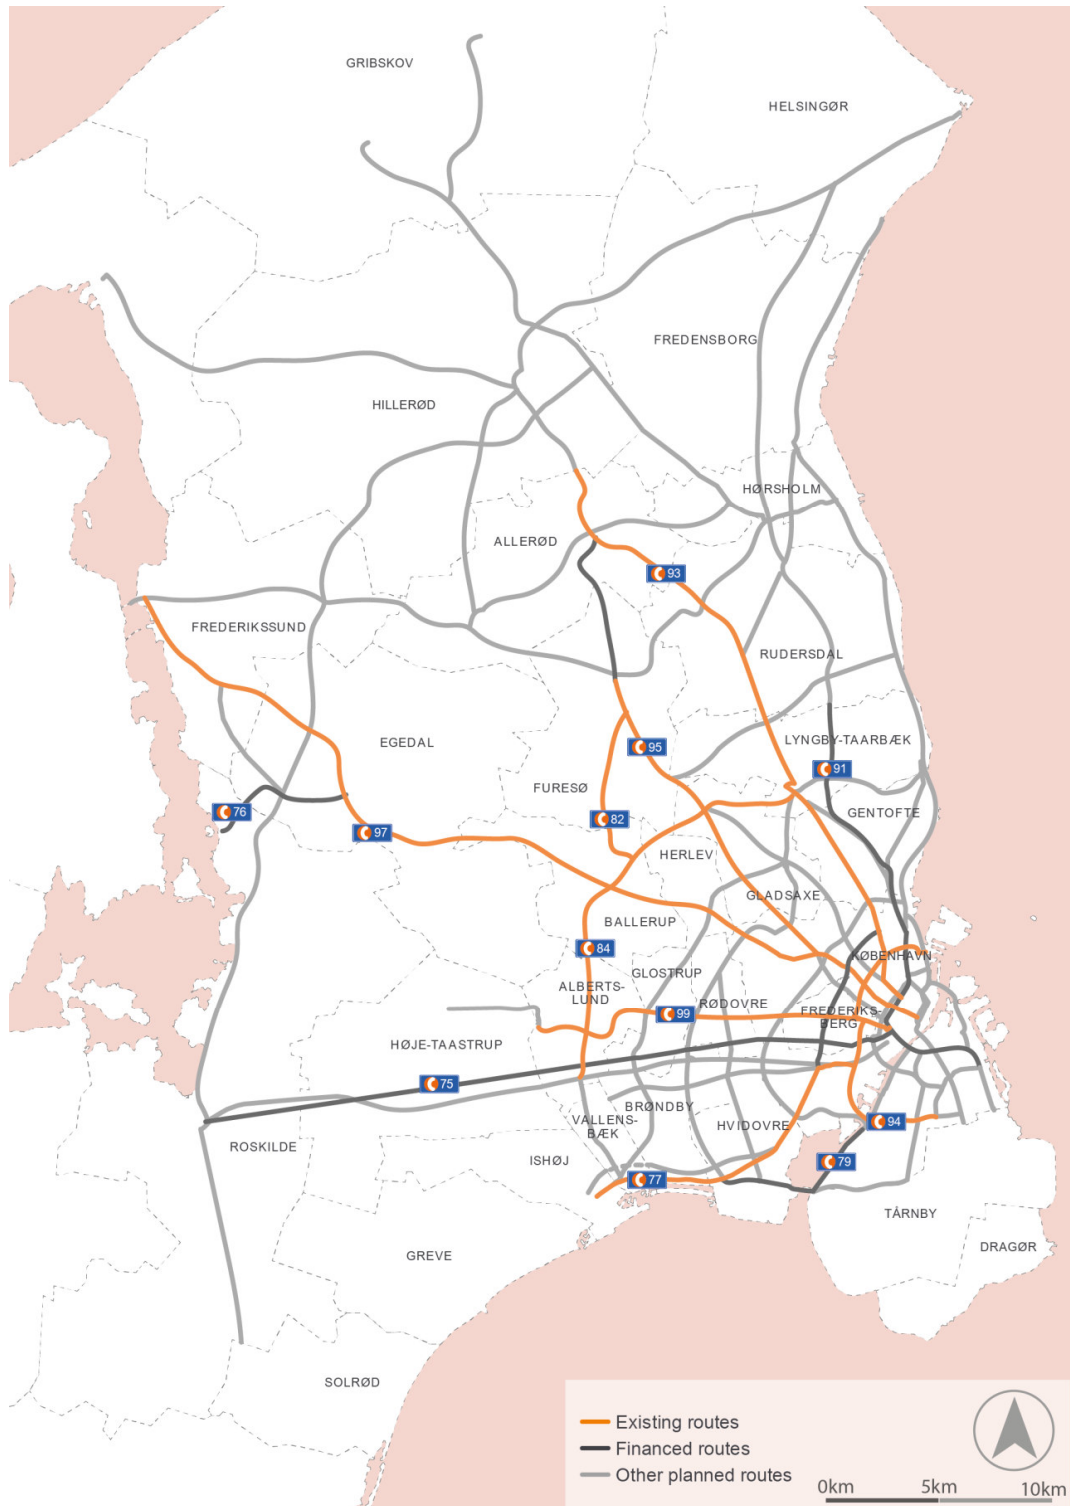 GRIBSKOV
HELSINGØR
FREDENSBORG
HILLERØD
HØRSHOLM
ALLERØD
93
FREDERIKSSUND
RUDERSDAL
EGEDAL
LYNGBY-TAARBÆK
95
91
FURESØ
76
82
GENTOFTE
97
HERLEV
GLADSAXE
BALLERUP
84
KØBENHAVN
GLOSTRUP
ALBERTS-
LUND
RØDOVRE
99
FREDERIKS-
BERG
HØJE-TAASTRUP
75
BRØNDBY
VALLENS-
BÆK
HVIDOVRE
94
ROSKILDE
ISHØJ
79
77
TÅRNBY
GREVE
DRAGØR
SOLRØD
Existing routes
Financed routes
Other planned routes
0km 5km 10km